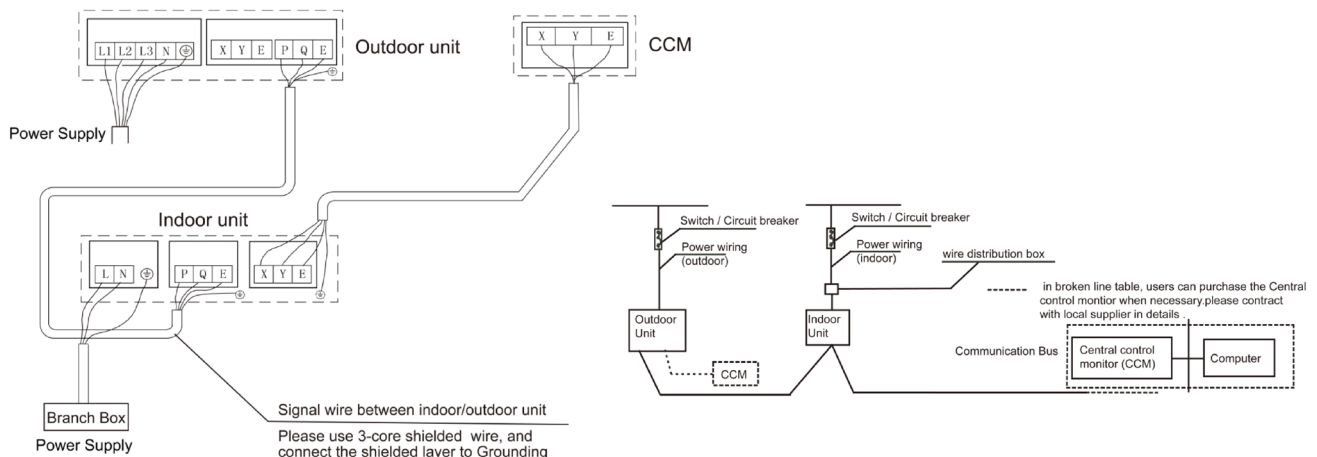 L1 L2 L3 N
X Y E P Q E
Outdoor unit
X Y E
CCM
Power Supply
Indoor unit
L N
P Q E
X Y E
Branch Box
Power Supply
Signal wire between indoor/outdoor unit
Please use 3-core shielded wire, and
connect the shielded layer to Grounding
Switch / Circuit breaker
Power wiring
(outdoor)
Outdoor
Unit
CCM
Switch / Circuit breaker
Power wiring
(indoor)
wire distribution box
Indoor
Unit
in broken line table, users can purchase the Central
control montior when necessary.please contract
with local supplier in details .
Communication Bus
Central control
monitor (CCM)
Computer